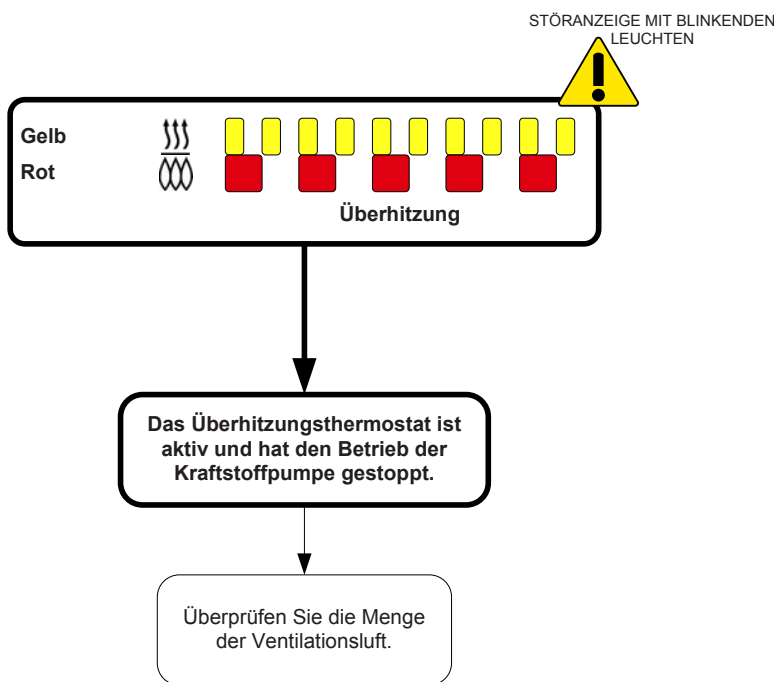 STÖRANZEIGE MIT BLINKENDEN
LEUCHTEN
Gelb
Rot
Überhitzung
Das Überhitzungsthermostat ist
aktiv und hat den Betrieb der
Kraftstoffpumpe gestoppt.
Überprüfen Sie die Menge
der Ventilationsluft.